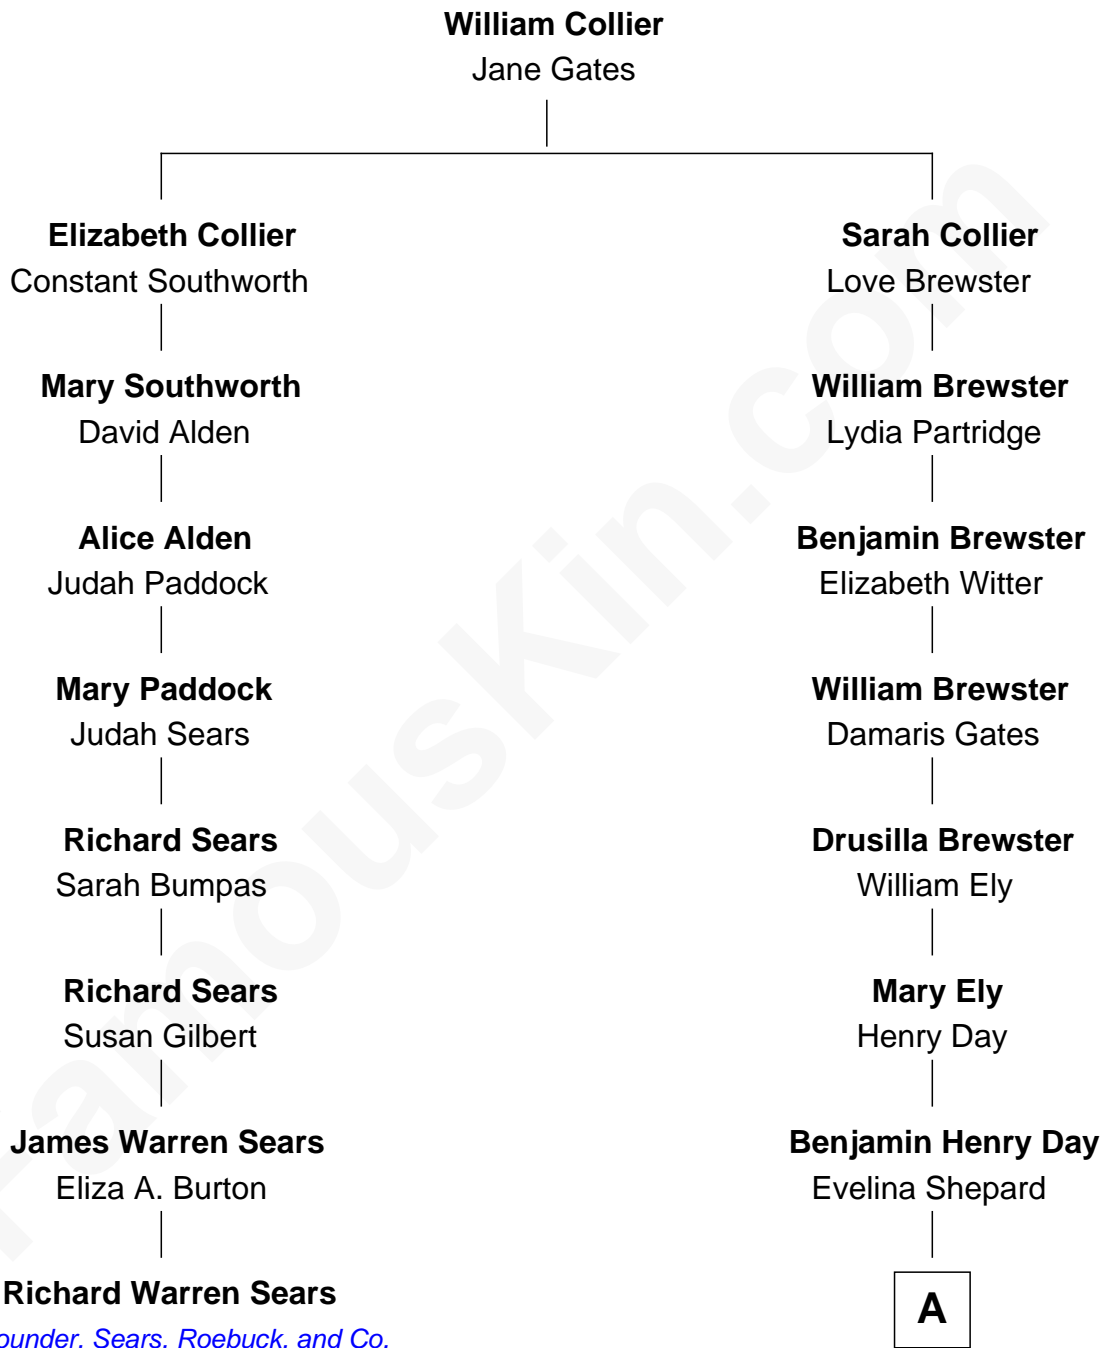 William Collier
Jane Gates
Elizabeth Collier
Constant Southworth
Sarah Collier
Love Brewster
Mary Southworth
David Alden
William Brewster
Lydia Partridge
Alice Alden
Judah Paddock
Benjamin Brewster
Elizabeth Witter
Mary Paddock
Judah Sears
William Brewster
Damaris Gates
Richard Sears
Sarah Bumpas
Drusilla Brewster
William Ely
Richard Sears
Susan Gilbert
Mary Ely
Henry Day
James Warren Sears
Eliza A. Burton
Benjamin Henry Day
Evelina Shepard
Richard Warren Sears
ounder, Sears, Roebuck, and Co.
A
FamousKin.com